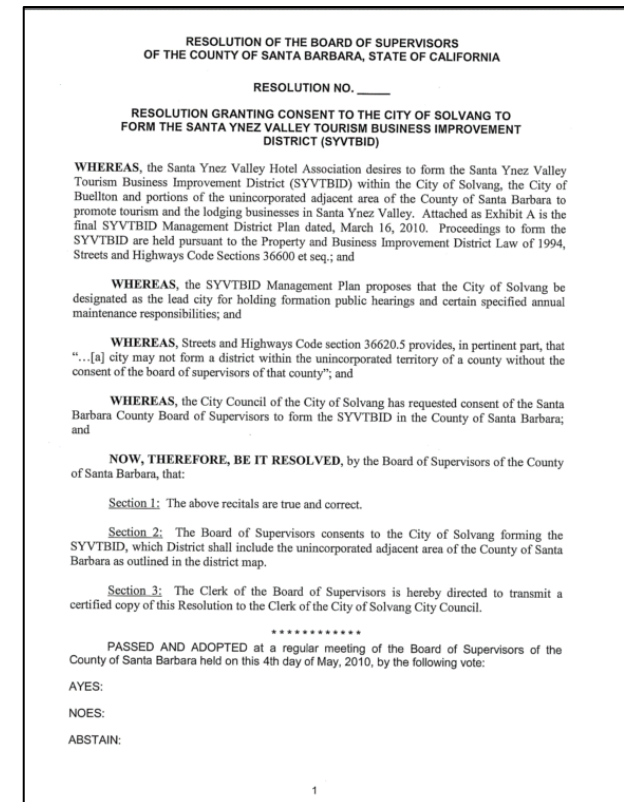 RESOLUTION OF THE BOARD OF SUPERVISORS
OF THE COUNTY OF SANTA BARBARA, STATE OF CALIFORNIA
RESOLUTION NO. _____
RESOLUTION GRANTING CONSENT TO THE CITY OF SOLVANG TO
FORM THE SANTA YNEZ VALLEY TOURISM BUSINESS IMPROVEMENT
DISTRICT (SYVTBID)
WHEREAS, the Santa Ynez Valley Hotel Association desires to form the Santa Ynez Valley
Tourism Business Improvement District (SYVTBID) within the City of Solvang, the City of
Buellton and portions of the unincorporated adjacent area of the County of Santa Barbara to
promote tourism and the lodging businesses in Santa Ynez Valley. Attached as Exhibit A is the
final SYVTBID Management District Plan dated, March 16, 2010. Proceedings to form the
SYVTBID are held pursuant to the Property and Business Improvement District Law of 1994,
Streets and Highways Code Sections 36600 et seq.; and
WHEREAS, the SYVTBID Management Plan proposes that the City of Solvang be
designated as the lead city for holding formation public hearings and certain specified annual
maintenance responsibilities; and
WHEREAS, Streets and Highways Code section 36620.5 provides, in pertinent part, that
“…[a] city may not form a district within the unincorporated territory of a county without the
consent of the board of supervisors of that county”; and
WHEREAS, the City Council of the City of Solvang has requested consent of the Santa
Barbara County Board of Supervisors to form the SYVTBID in the County of Santa Barbara;
and
NOW, THEREFORE, BE IT RESOLVED, by the Board of Supervisors of the County
of Santa Barbara, that:
Section 1: The above recitals are true and correct.
Section 2: The Board of Supervisors consents to the City of Solvang forming the
SYVTBID, which District shall include the unincorporated adjacent area of the County of Santa
Barbara as outlined in the district map.
Section 3: The Clerk of the Board of Supervisors is hereby directed to transmit a
certified copy of this Resolution to the Clerk of the City of Solvang City Council.
* * * * * * * * * * * *
PASSED AND ADOPTED at a regular meeting of the Board of Supervisors of the
County of Santa Barbara held on this 4th day of May, 2010, by the following vote:
AYES:
NOES:
ABSTAIN:
1